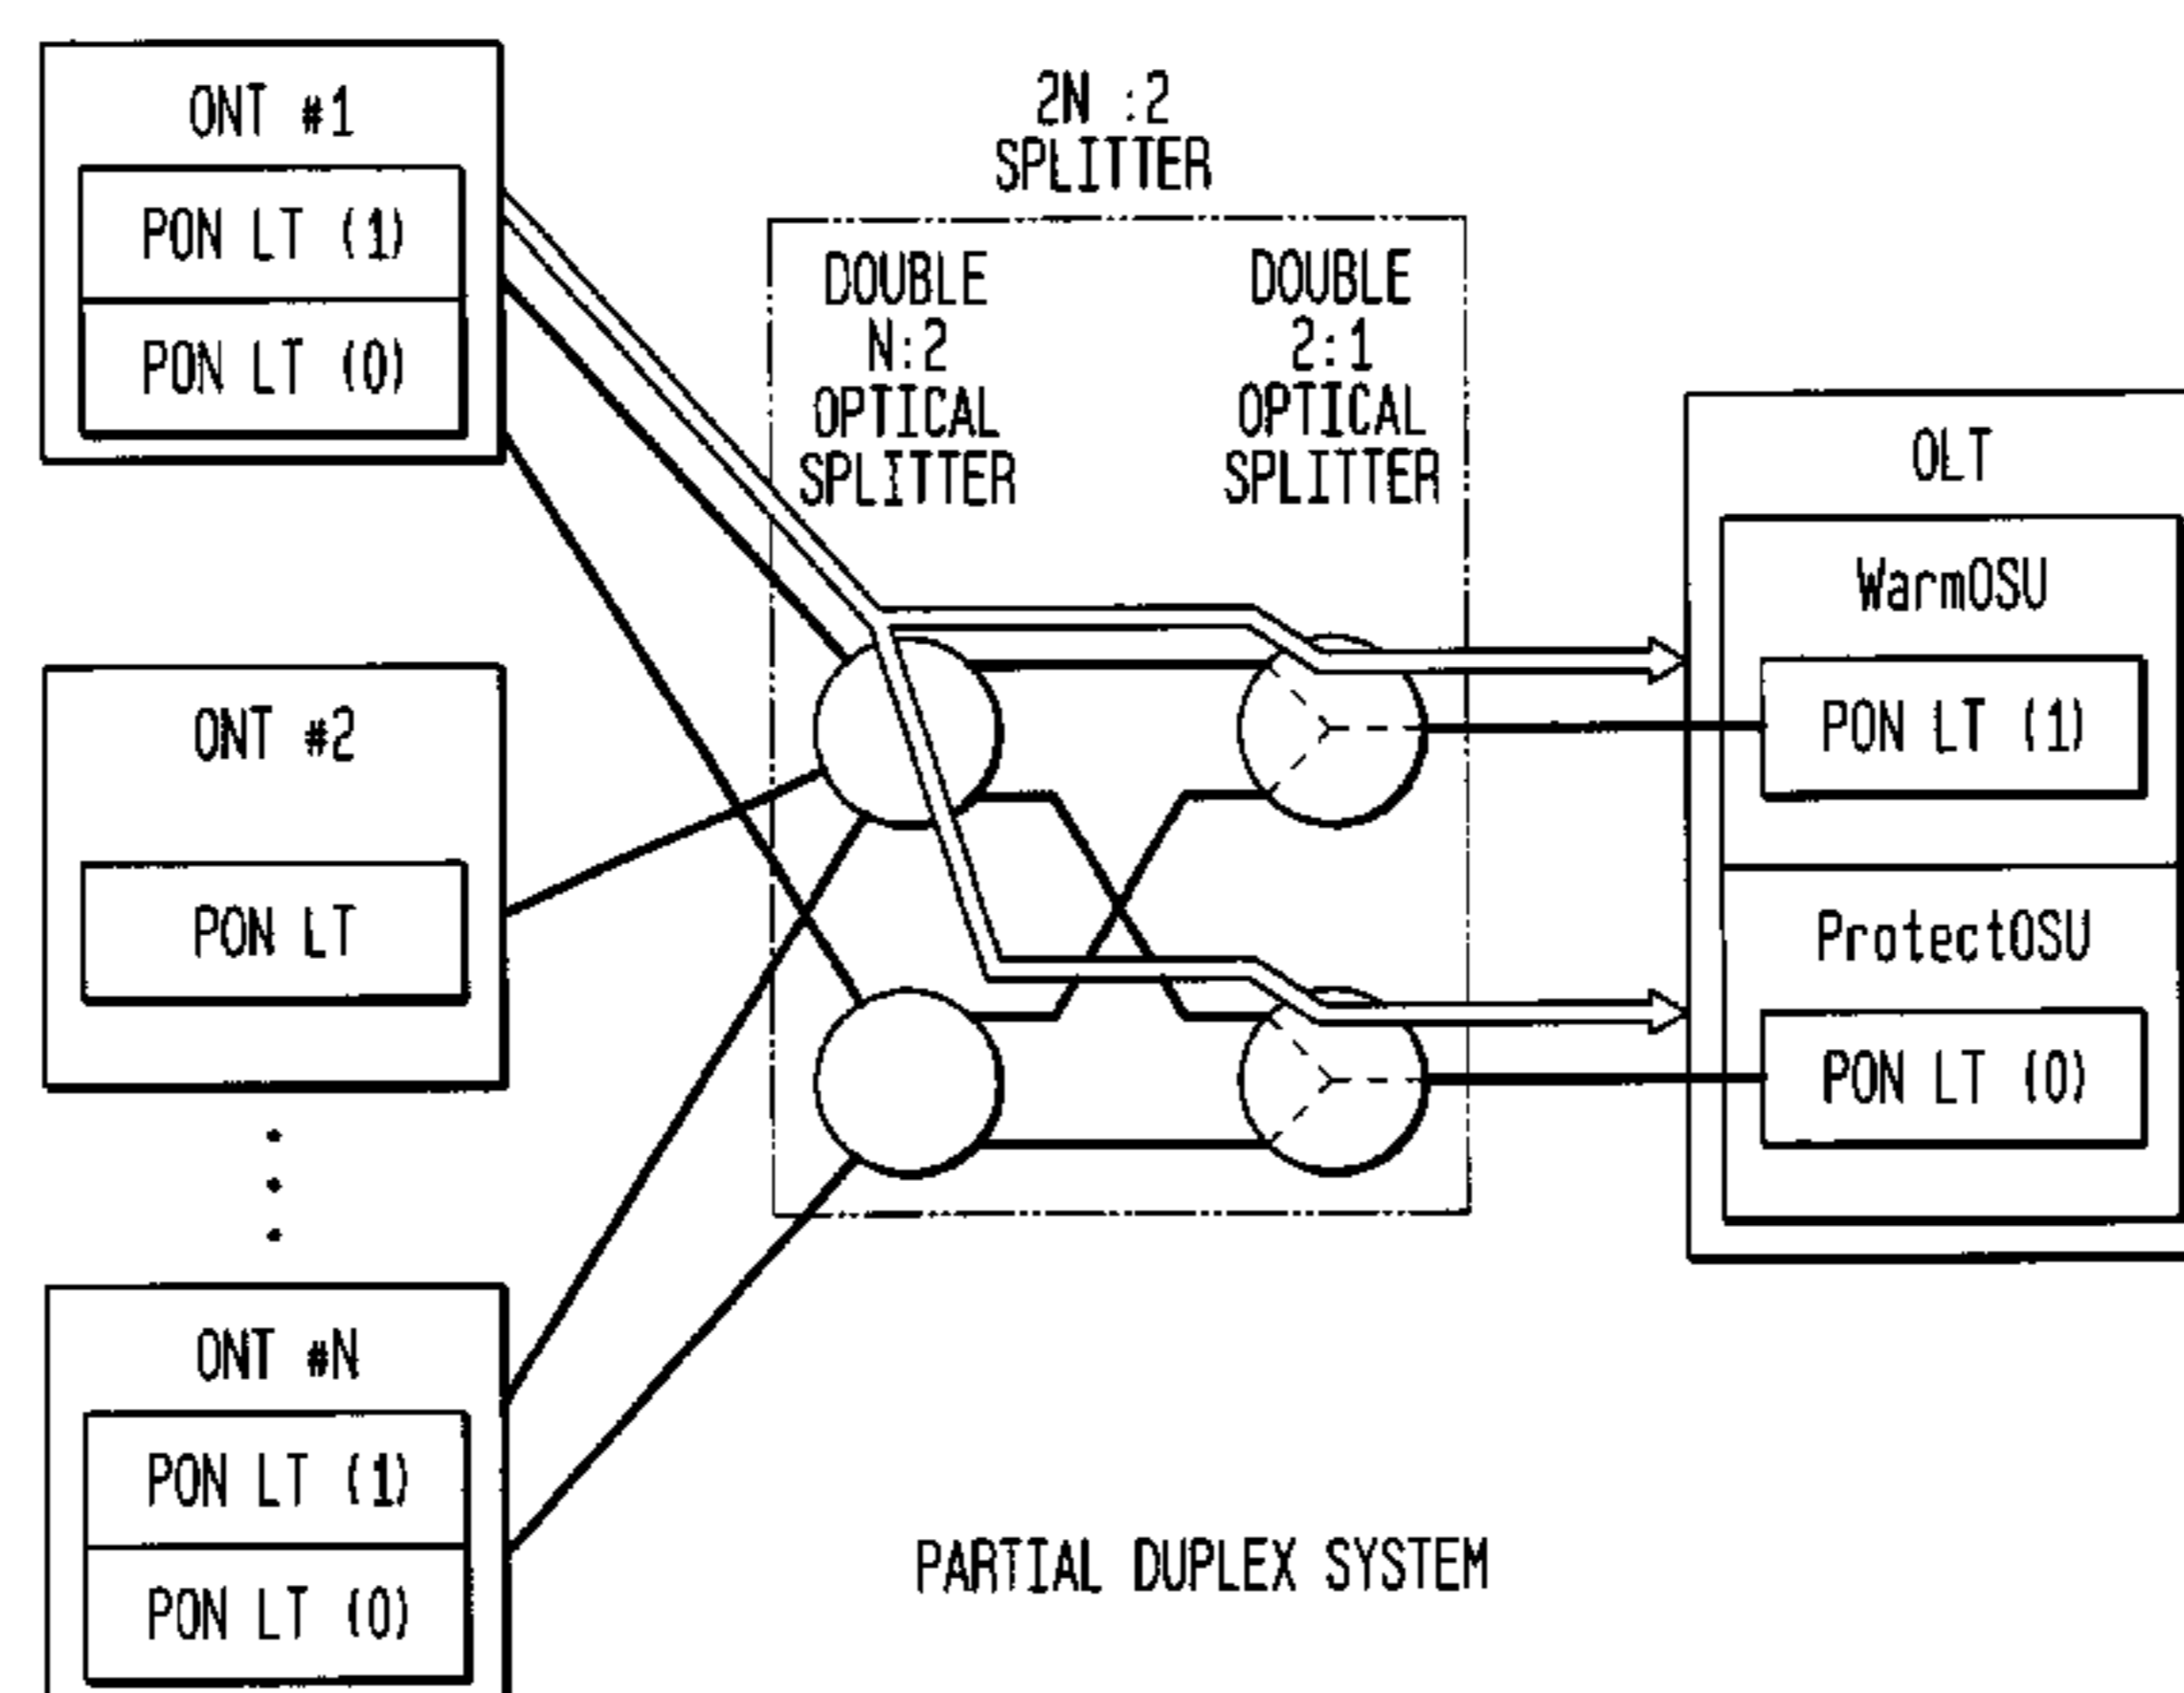 ONT #1
PON LT (1)
PON LT (0)
2N :2
SPLITTER
DOUBLE
N:2
OPTICAL
SPLITTER
DOUBLE
2:1
OPTICAL
SPLITTER
OLT
WarmOSU
PON LT (1)
ProtectOSU
PON LT (0)
ONT #2
PON LT
ONT #N
PON LT (1)
PON LT (0)
PARTIAL DUPLEX SYSTEM